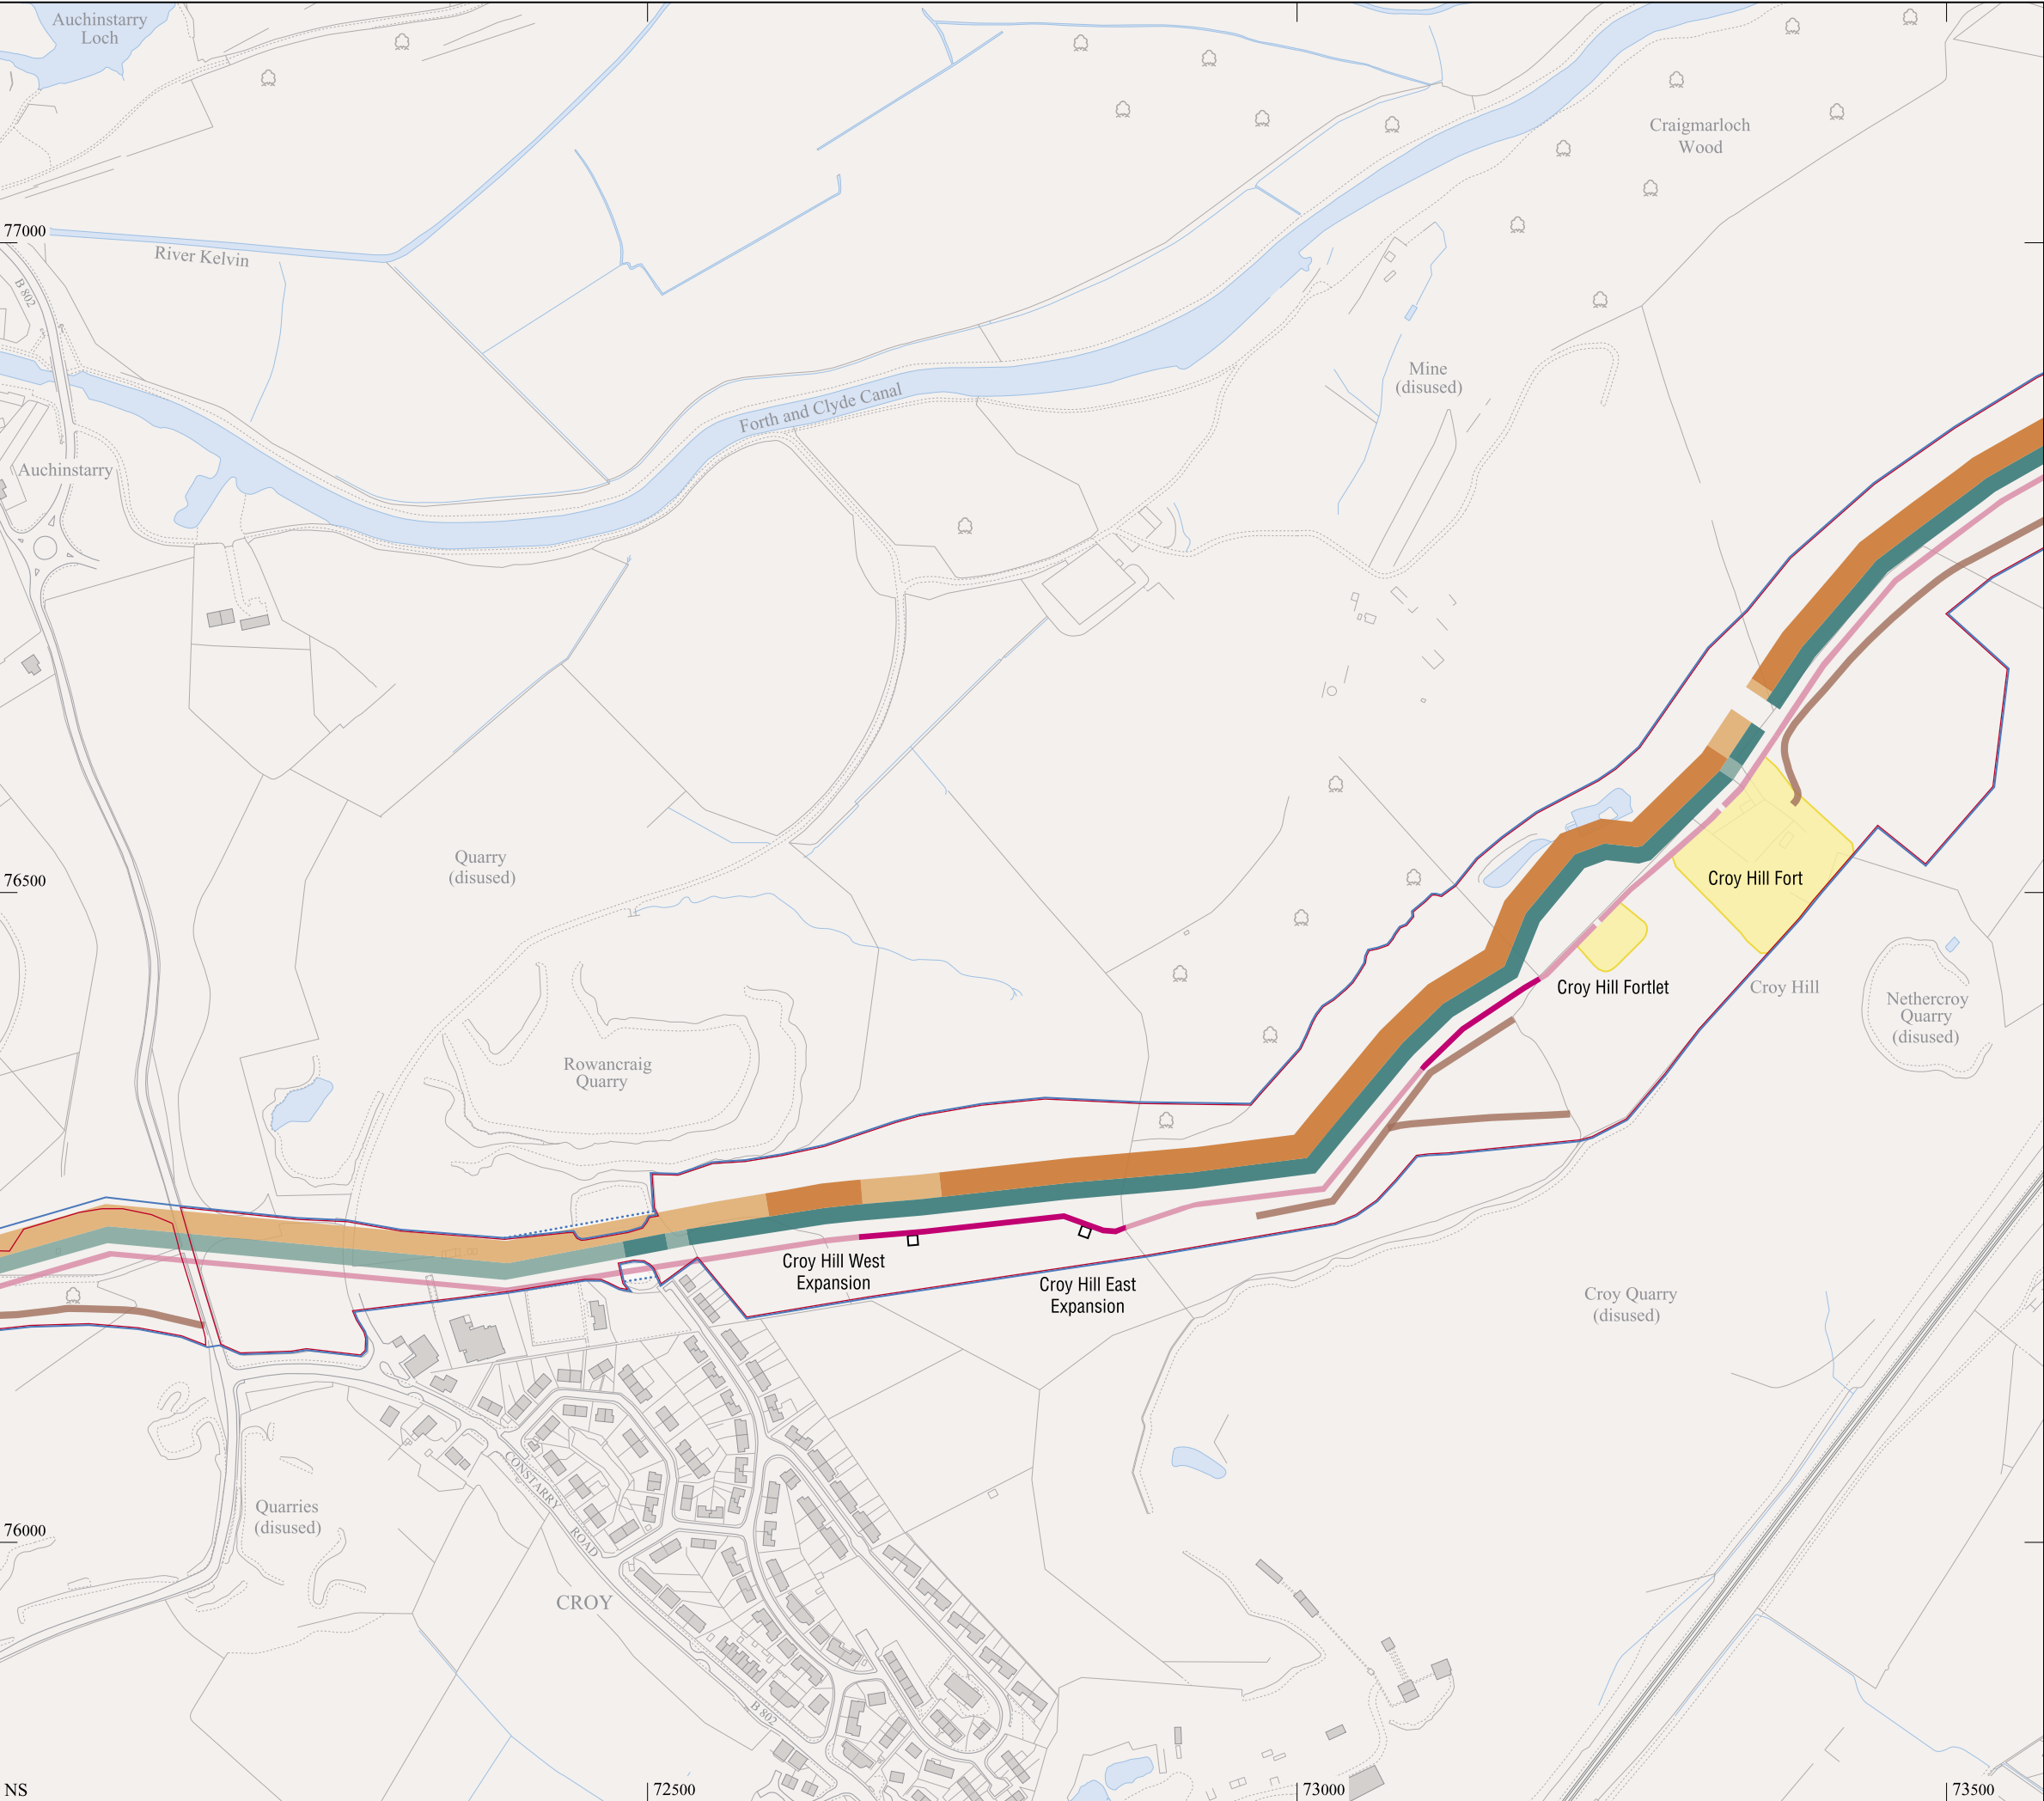 Auchinstarry
Loch
Craigmarloch
Wood
77000
River Kelvin
B 802
Mine
(disused)
Forth and Clyde Canal
Auchinstarry
Quarry
(disused)
76500
Croy Hill Fort
Croy Hill Fortlet
Croy Hill
Nethercroy
Quarry
(disused)
Rowancraig
Quarry
Croy Hill West
Expansion
Croy Hill East
Expansion
Croy Quarry
(disused)
CONSTARRY
ROAD
Quarries
(disused)
76000
CROY
B 802
NS
72500
73000
73500